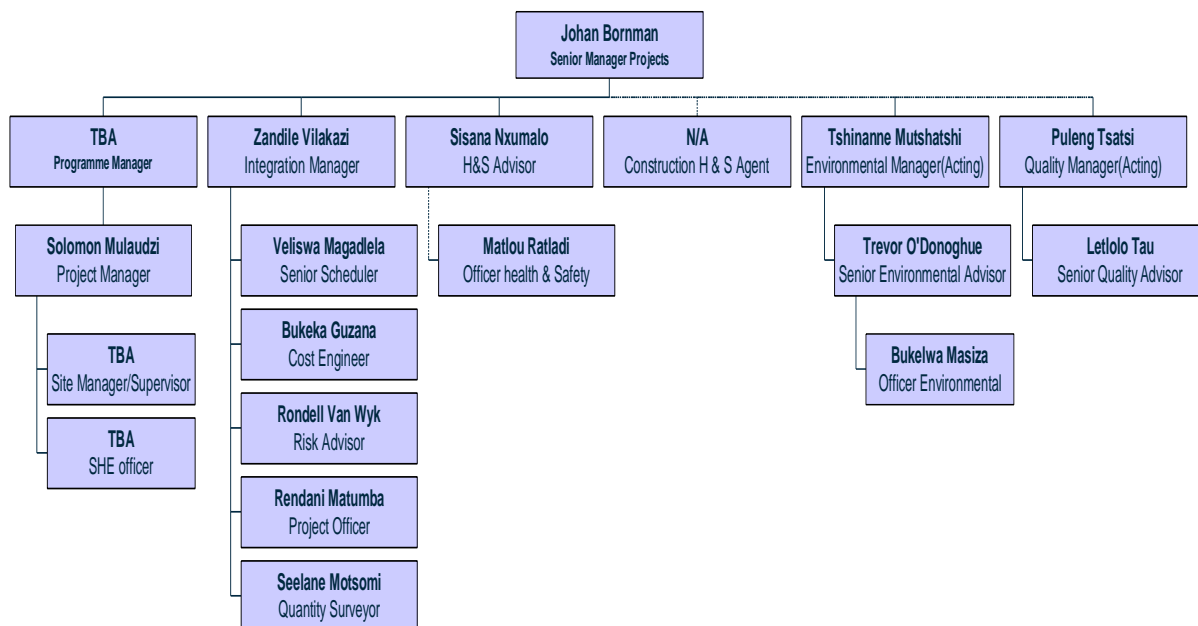 Johan Bornman
Senior Manager Projects
TBA
Programme Manager
Zandile Vilakazi
Integration Manager
Sisana Nxumalo
H&S Advisor
N/A
Construction H & S Agent
Tshinanne Mutshatshi
Environmental Manager(Acting)
Puleng Tsatsi
Quality Manager(Acting)
Solomon Mulaudzi
Project Manager
Veliswa Magadlela
Senior Scheduler
Matlou Ratladi
Officer health & Safety
Trevor O'Donoghue
Senior Environmental Advisor
Letlolo Tau
Senior Quality Advisor
TBA
Site Manager/Supervisor
Bukeka Guzana
Cost Engineer
Bukelwa Masiza
Officer Environmental
TBA
SHE officer
Rondell Van Wyk
Risk Advisor
Rendani Matumba
Project Officer
Seelane Motsomi
Quantity Surveyor